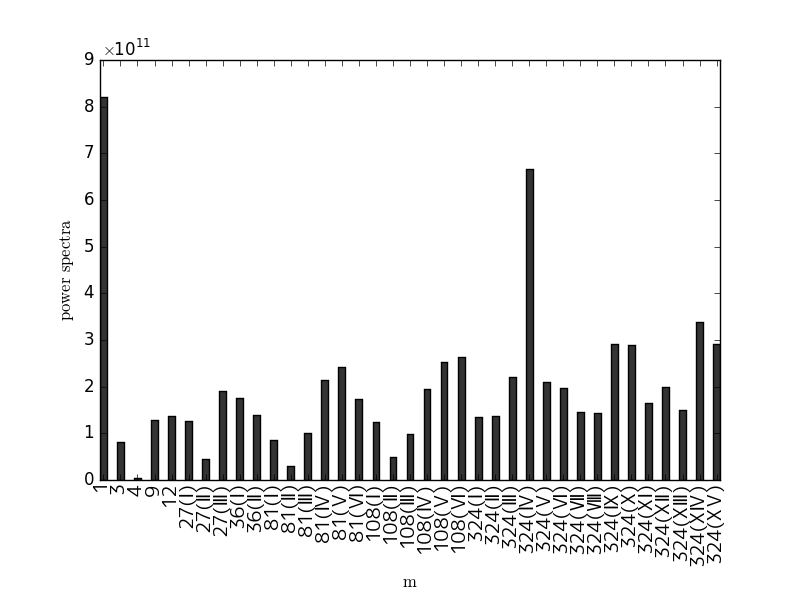 ×10¹¹
9
8
7
6
5
4
3
2
1
0
power spectra
1
3
4
9
12
27(I)
27(II)
27(III)
36(I)
36(II)
81(I)
81(II)
81(III)
81(IV)
81(V)
81(VI)
108(I)
108(II)
108(III)
108(IV)
108(V)
108(VI)
324(I)
324(II)
324(III)
324(IV)
324(V)
324(VI)
324(VII)
324(VIII)
324(IX)
324(X)
324(XI)
324(XII)
324(XIII)
324(XIV)
324(XV)
m